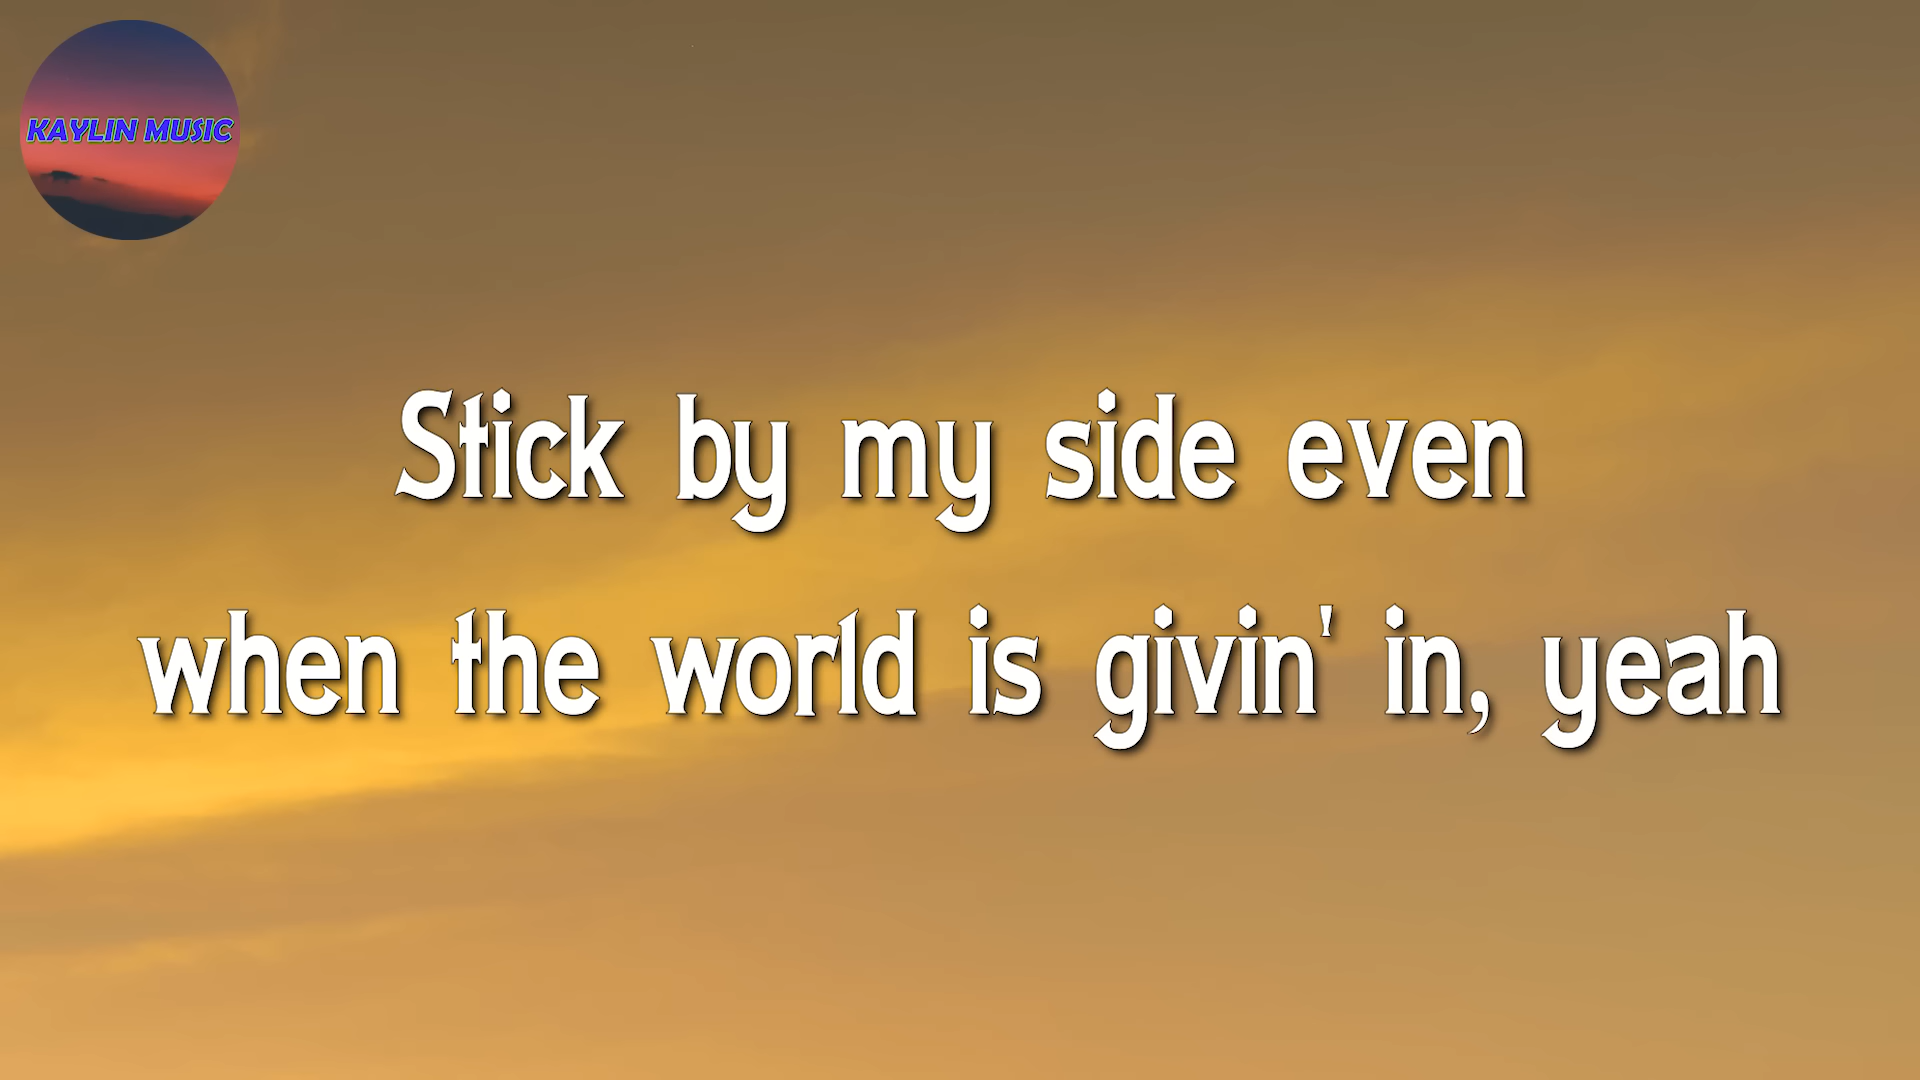 KAYLIN MUSIC
Stick by my side even
when the world is givin' in, yeah